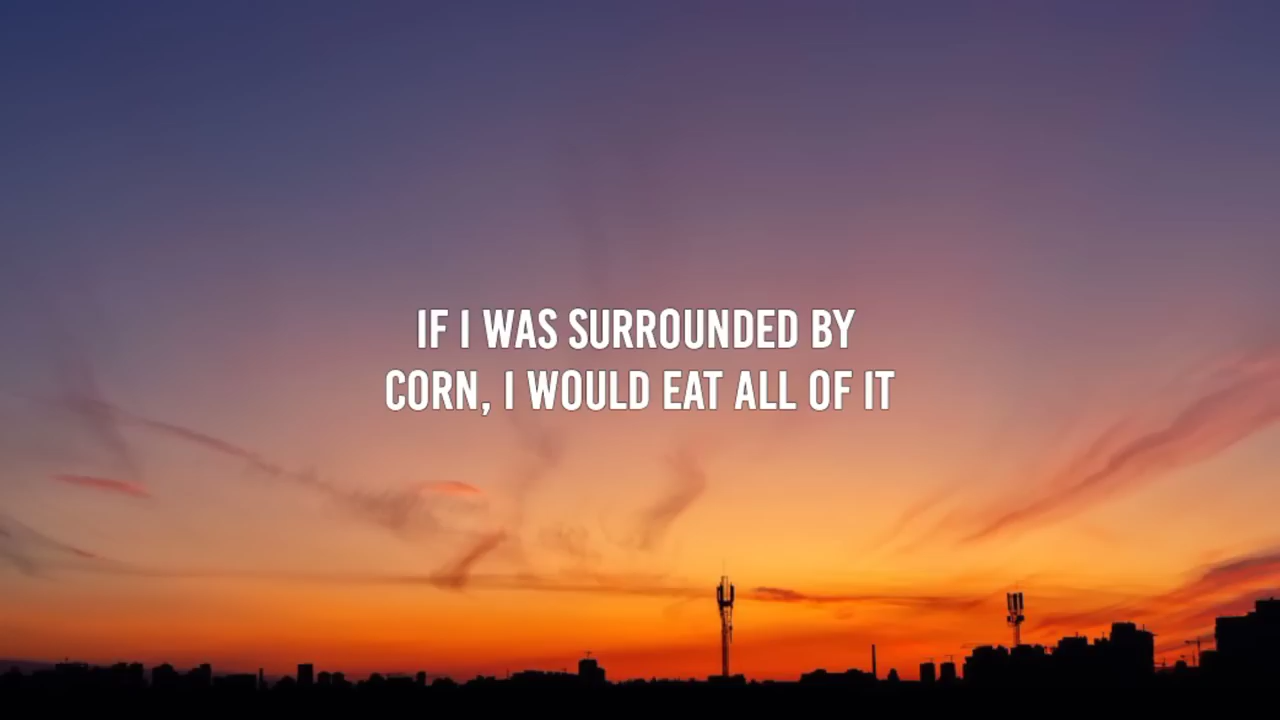 IF I WAS SURROUNDED BY
CORN, I WOULD EAT ALL OF IT